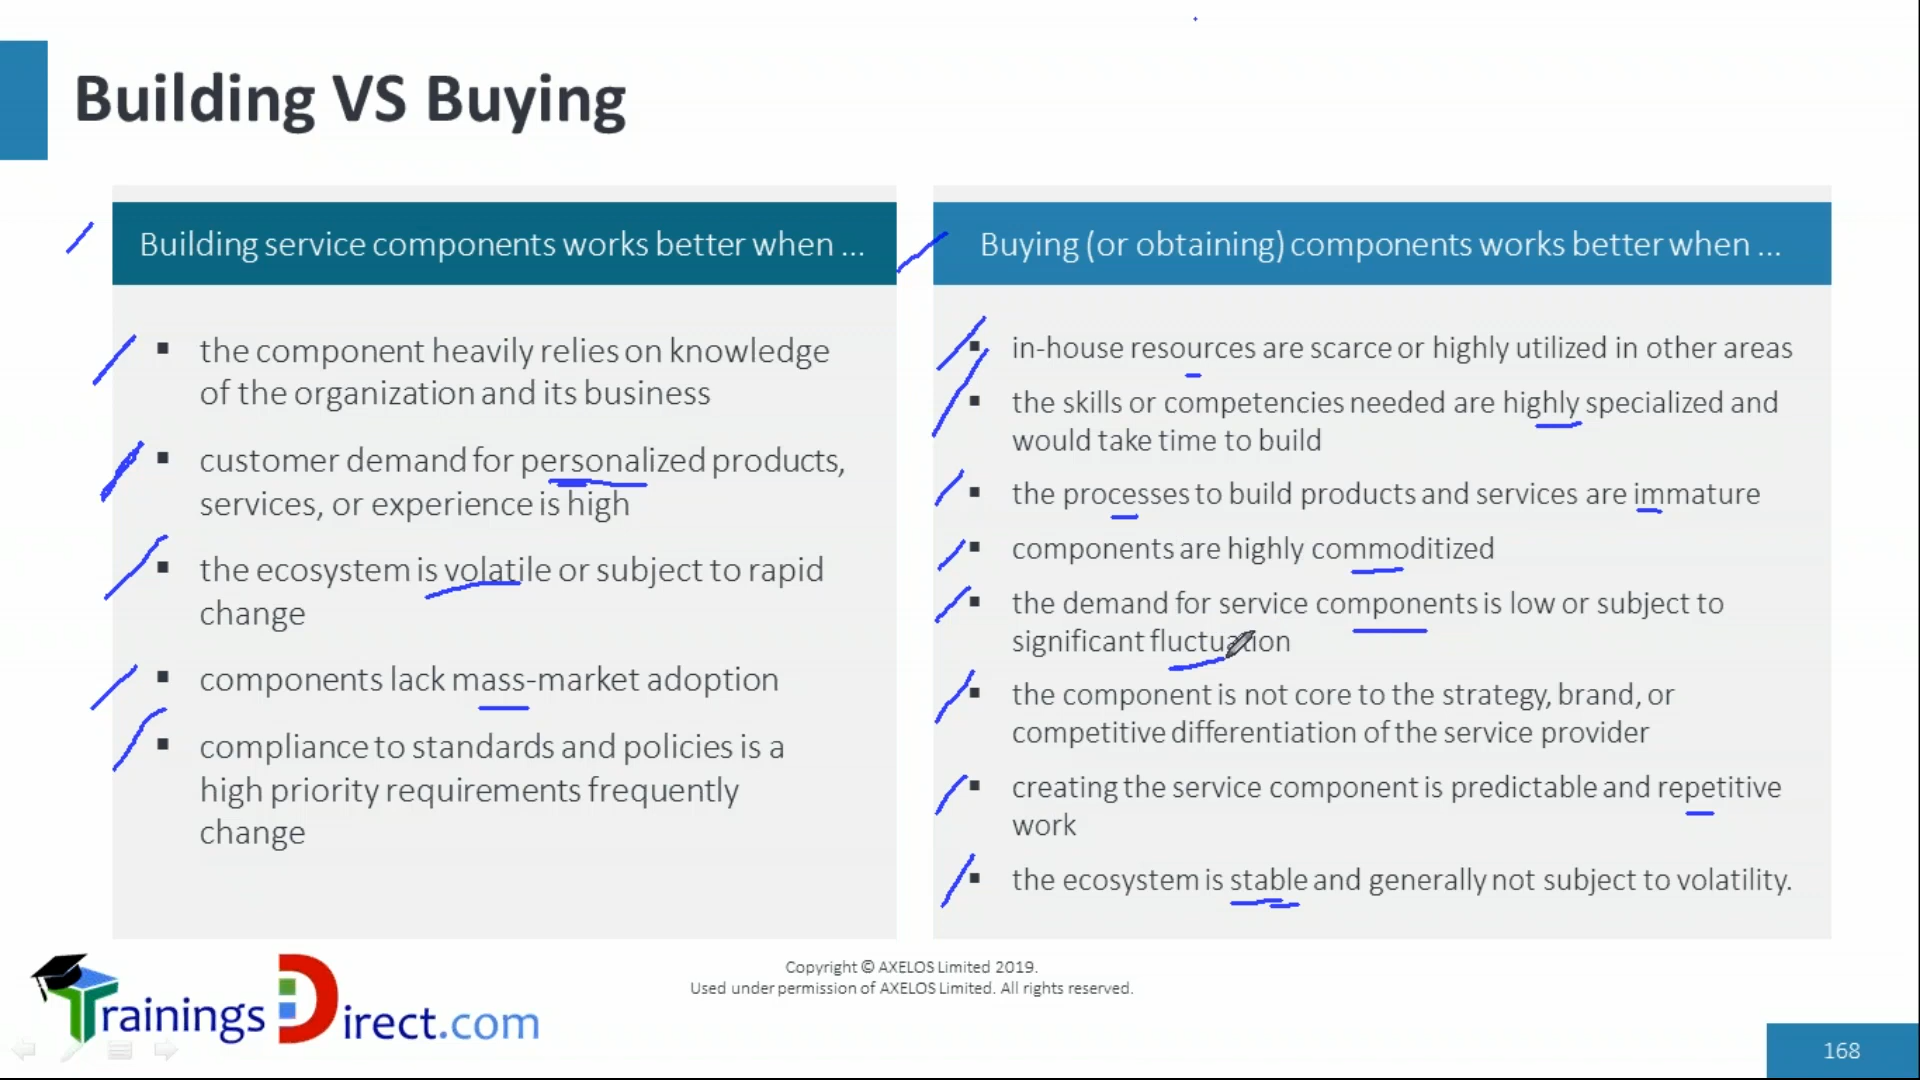 Building VS Buying
Building service components works better when ...
the component heavily relies on knowledge
of the organization and its business
customer demand for personalized products,
services, or experience is high
the ecosystem is volatile or subject to rapid
change
components lack mass-market adoption
compliance to standards and policies is a
high priority requirements frequently
change
Buying (or obtaining) components works better when ...
in-house resources are scarce or highly utilized in other areas
the skills or competencies needed are highly specialized and
would take time to build
the processes to build products and services are immature
components are highly commoditized
the demand for service components is low or subject to
significant fluctuation
the component is not core to the strategy, brand, or
competitive differentiation of the service provider
creating the service component is predictable and repetitive
work
the ecosystem is stable and generally not subject to volatility.
Copyright © AXELOS Limited 2019.
Used under permission of AXELOS Limited. All rights reserved.
TrainingsDirect.com
168